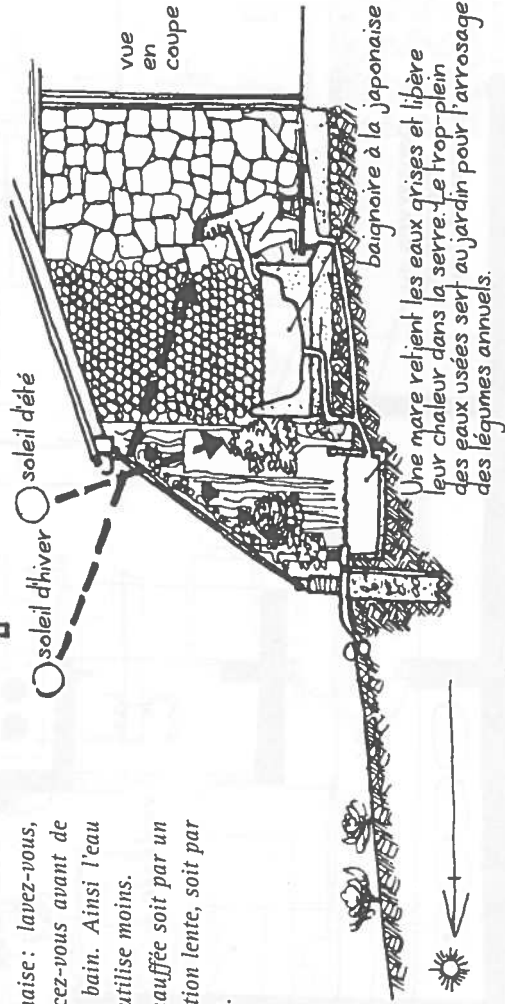 naise : lavez-vous,
cez-vous avant de
bain. Ainsi l'eau
utilise moins.
auffée soit par un
tion lente, soit par
.
soleil d'hiver
soleil d'été
vue
en
coupe
baignoire à la japonaise
Une mare retient les eaux grises et libère
leur chaleur dans la serre. Le trop-plein
des eaux usées sert au jardin pour l'arrosage
des légumes annuels.